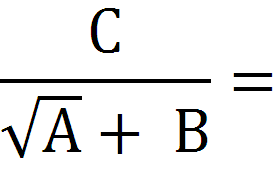 C
√A + B =